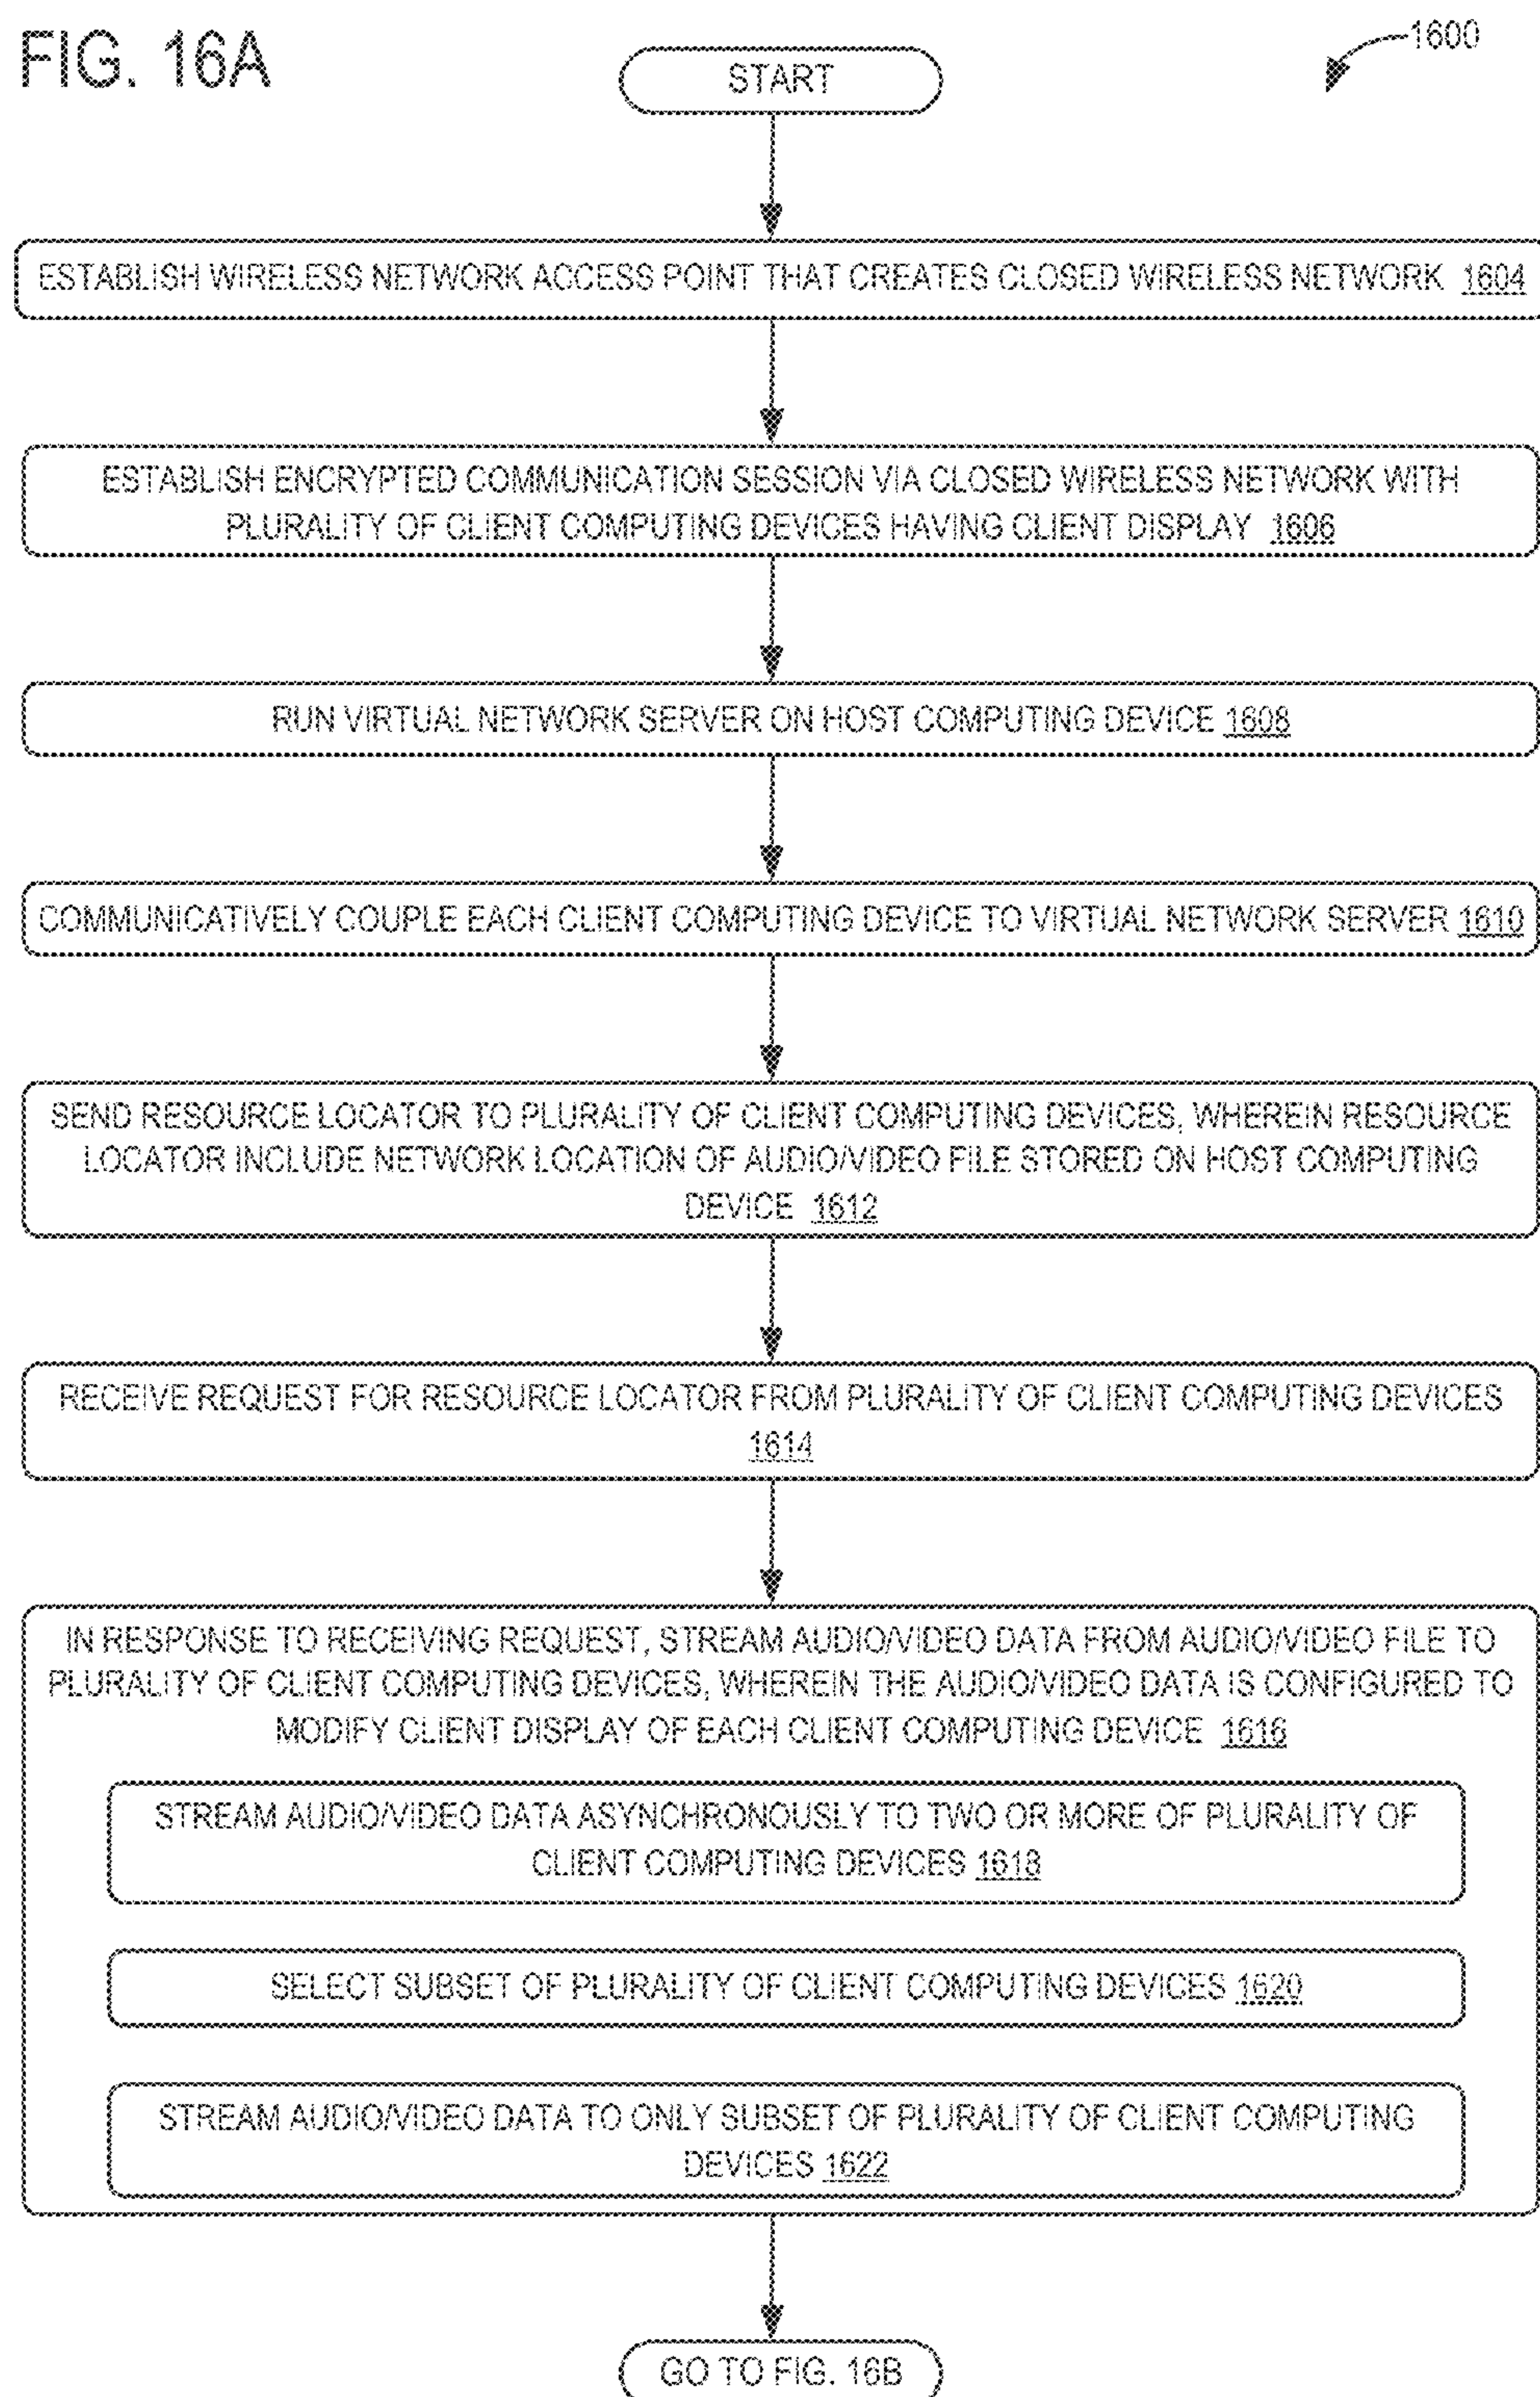 FIG. 16A
1600
START
ESTABLISH WIRELESS NETWORK ACCESS POINT THAT CREATES CLOSED WIRELESS NETWORK 1604
ESTABLISH ENCRYPTED COMMUNICATION SESSION VIA CLOSED WIRELESS NETWORK WITH
PLURALITY OF CLIENT COMPUTING DEVICES HAVING CLIENT DISPLAY 1606
RUN VIRTUAL NETWORK SERVER ON HOST COMPUTING DEVICE 1608
COMMUNICATIVELY COUPLE EACH CLIENT COMPUTING DEVICE TO VIRTUAL NETWORK SERVER 1610
SEND RESOURCE LOCATOR TO PLURALITY OF CLIENT COMPUTING DEVICES, WHEREIN RESOURCE
LOCATOR INCLUDE NETWORK LOCATION OF AUDIO/VIDEO FILE STORED ON HOST COMPUTING
DEVICE 1612
RECEIVE REQUEST FOR RESOURCE LOCATOR FROM PLURALITY OF CLIENT COMPUTING DEVICES
1614
IN RESPONSE TO RECEIVING REQUEST, STREAM AUDIO/VIDEO DATA FROM AUDIO/VIDEO FILE TO
PLURALITY OF CLIENT COMPUTING DEVICES, WHEREIN THE AUDIO/VIDEO DATA IS CONFIGURED TO
MODIFY CLIENT DISPLAY OF EACH CLIENT COMPUTING DEVICE 1616
STREAM AUDIO/VIDEO DATA ASYNCHRONOUSLY TO TWO OR MORE OF PLURALITY OF
CLIENT COMPUTING DEVICES 1618
SELECT SUBSET OF PLURALITY OF CLIENT COMPUTING DEVICES 1620
STREAM AUDIO/VIDEO DATA TO ONLY SUBSET OF PLURALITY OF CLIENT COMPUTING
DEVICES 1622
GO TO FIG. 16B